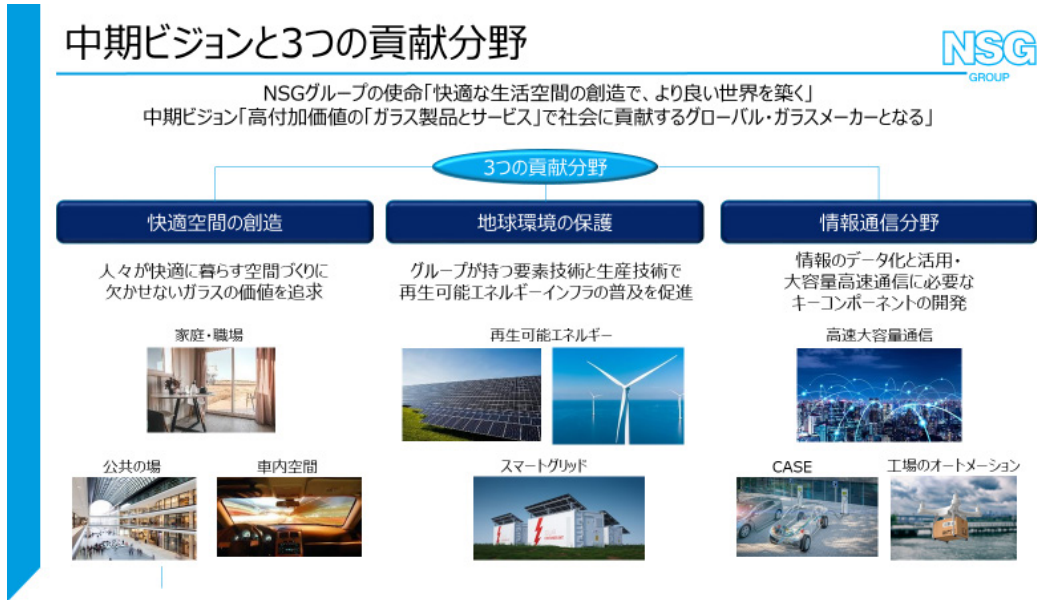 中期ビジョンと3つの貢献分野
NSG
GROUP
NSGグループの使命「快適な生活空間の創造で、より良い世界を築く」
中期ビジョン「高付加価値の「ガラス製品とサービス」で社会に貢献するグローバル・ガラスメーカーとなる」
3つの貢献分野
快適空間の創造
人々が快適に暮らす空間づくりに
欠かせないガラスの価値を追求
家庭・職場
公共の場
車内空間
地球環境の保護
グループが持つ要素技術と生産技術で
再生可能エネルギーインフラの普及を促進
再生可能エネルギー
スマートグリッド
情報通信分野
情報のデータ化と活用・
大容量高速通信に必要な
キーコンポーネントの開発
高速大容量通信
CASE
工場のオートメーション